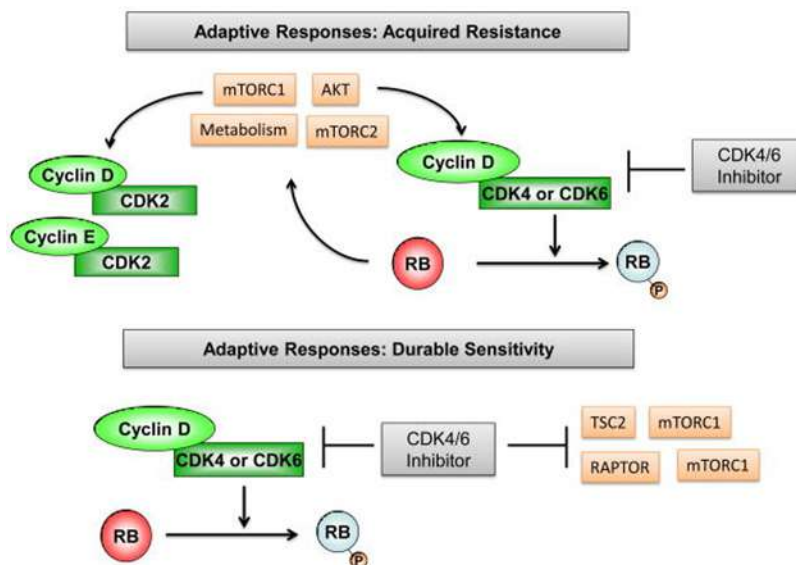 Adaptive Responses: Acquired Resistance
mTORC1
AKT
Metabolism
mTORC2
Cyclin D
CDK2
Cyclin E
CDK2
Cyclin D
CDK4 or CDK6
CDK4/6
Inhibitor
RB
RB
P
Adaptive Responses: Durable Sensitivity
Cyclin D
CDK4 or CDK6
CDK4/6
Inhibitor
TSC2
mTORC1
RAPTOR
mTORC1
RB
RB
P